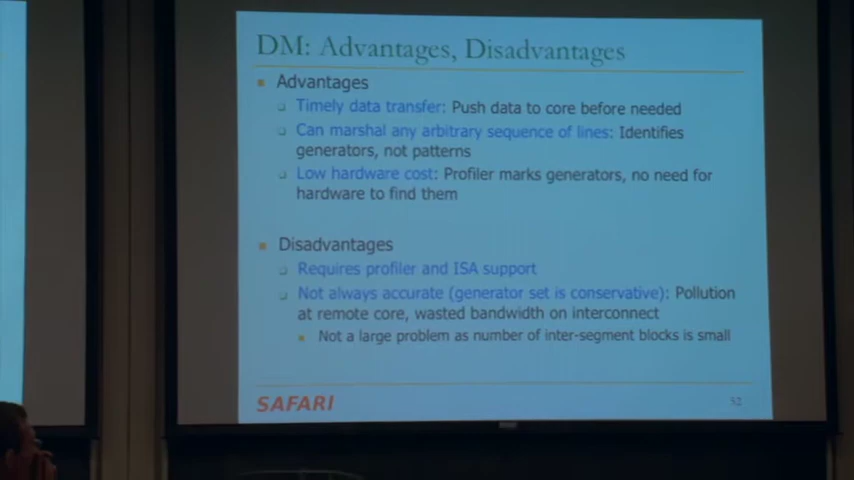 DM: Advantages, Disadvantages
Advantages
Timely data transfer: Push data to core before needed
Can marshal any arbitrary sequence of lines: Identifies
generators, not patterns
Low hardware cost: Profiler marks generators, no need for
hardware to find them
Disadvantages
Requires profiler and ISA support
Not always accurate (generator set is conservative): Pollution
at remote core, wasted bandwidth on interconnect
Not a large problem as number of inter-segment blocks is small
SAFARI